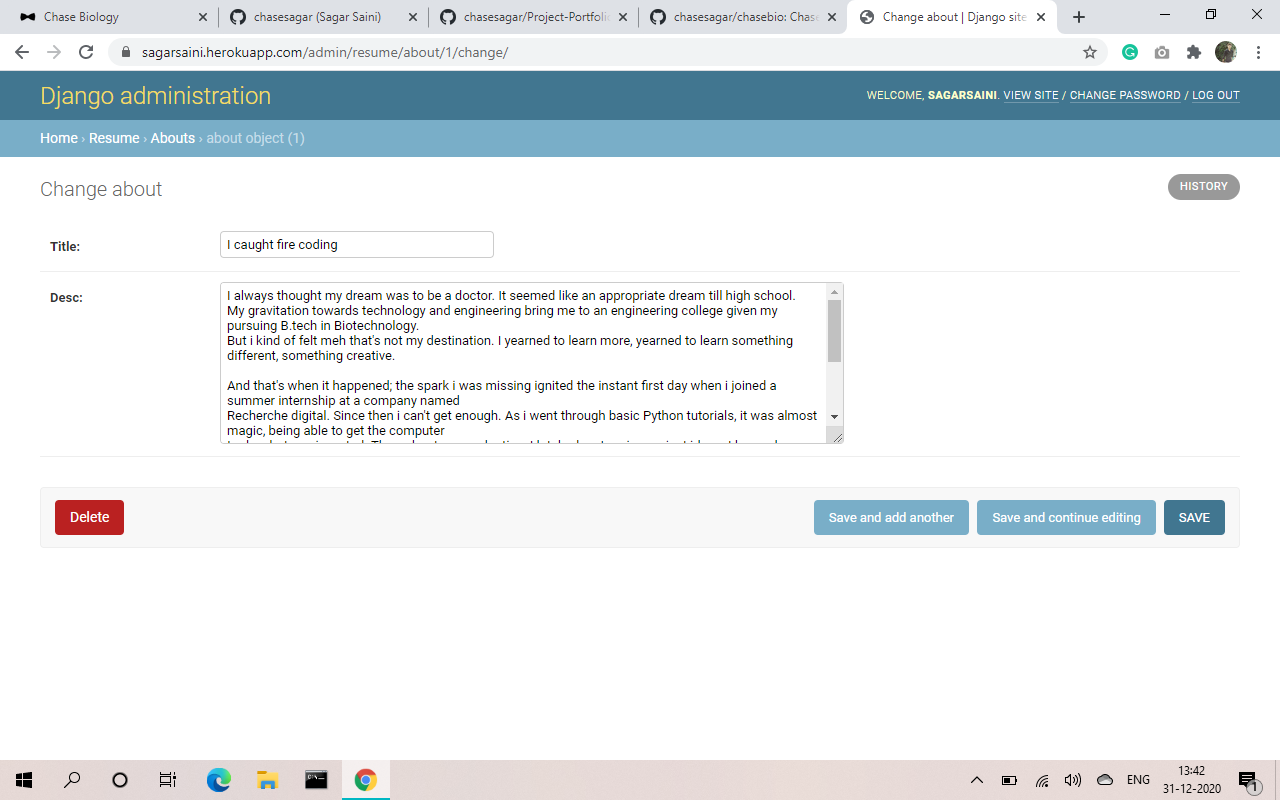 Chase Biology
chasesagar (Sagar Saini)
chasesagar/Project-Portfolio
chasesagar/chasebio: Chase
Change about | Django site
sagarsaini.herokuapp.com/admin/resume/about/1/change/
Django administration
WELCOME, SAGARSAINI. VIEW SITE / CHANGE PASSWORD / LOG OUT
Home › Resume › Abouts › about object (1)
Change about
HISTORY
Title:
I caught fire coding
Desc:
I always thought my dream was to be a doctor. It seemed like an appropriate dream till high school.
My gravitation towards technology and engineering bring me to an engineering college given my
pursuing B.tech in Biotechnology.
But i kind of felt meh that's not my destination. I yearned to learn more, yearned to learn something
different, something creative.
And that's when it happened; the spark i was missing ignited the instant first day when i joined a
summer internship at a company named
Recherche digital. Since then i can't get enough. As i went through basic Python tutorials, it was almost
magic, being able to get the computer
Delete
Save and add another
Save and continue editing
SAVE
ENG
13:42
31-12-2020
1